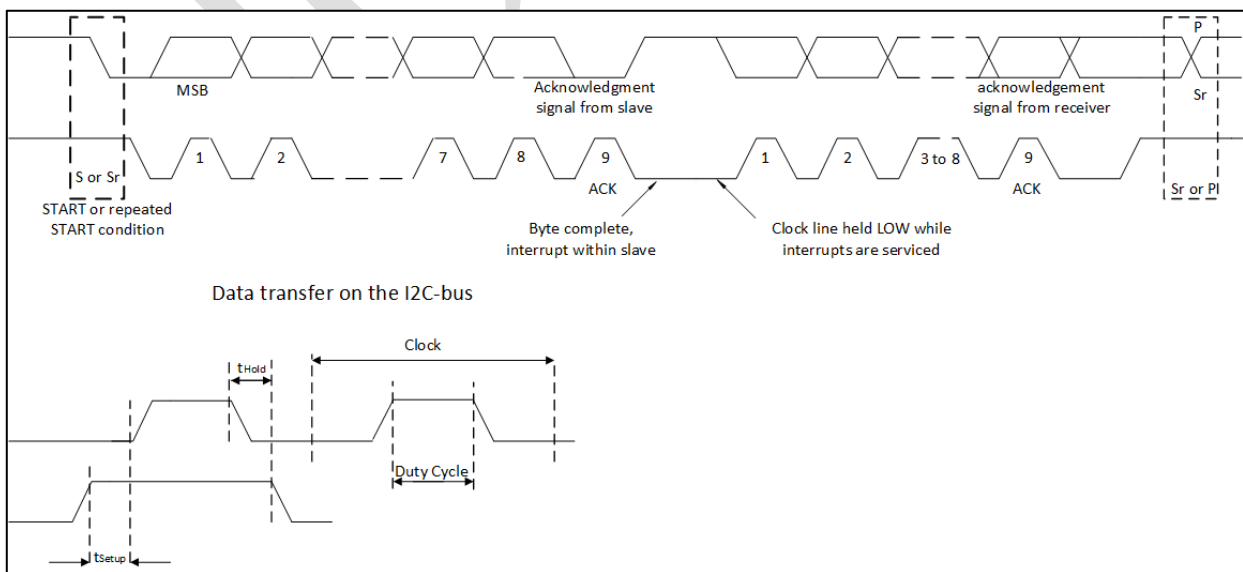 P
MSB
Acknowledgment
signal from slave
acknowledgement
signal from receiver
Sr
1
2
7
8
9
1
2
3 to 8
9
S or Sr
ACK
ACK
Sr or Pl
START or repeated
START condition
Byte complete,
interrupt within slave
Clock line held LOW while
interrupts are serviced
Data transfer on the I2C-bus
Clock
tHold
Duty Cycle
tSetup